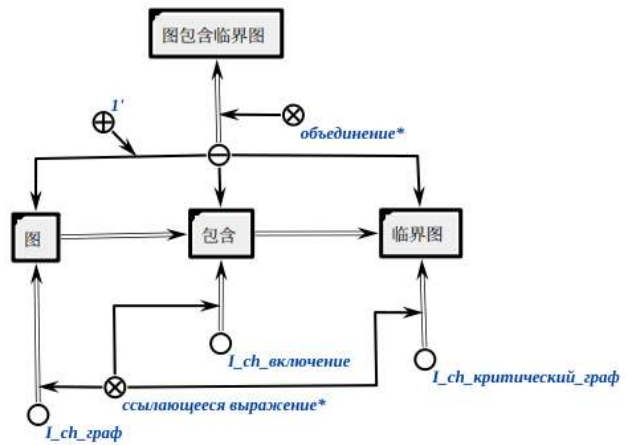 图包含临界图
1'
объединение*
图
包含
临界图
I_ch_включение
I_ch_критический_граф
ссылающееся выражение*
I_ch_граф